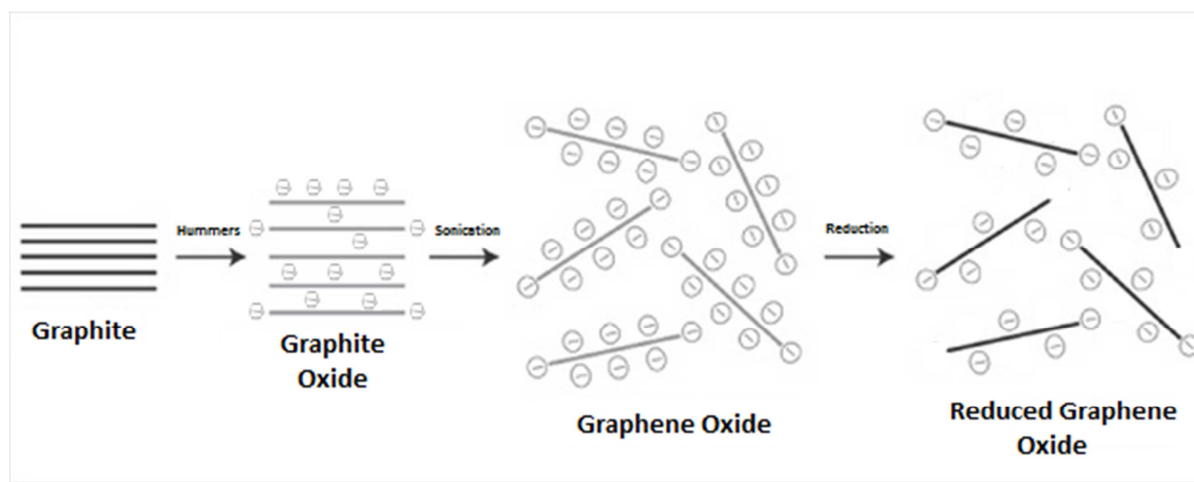 Hummers
Sonication
Reduction
Graphite
Graphite
Oxide
Graphene Oxide
Reduced Graphene
Oxide